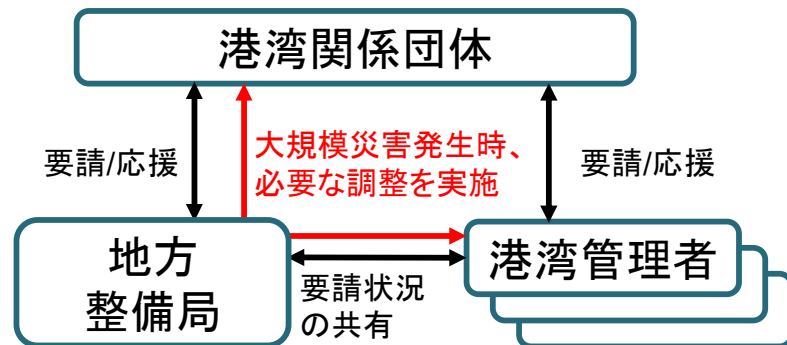 港湾関係団体
要請/応援
大規模災害発生時、
必要な調整を実施
要請/応援
地方
整備局
要請状況
の共有
港湾管理者